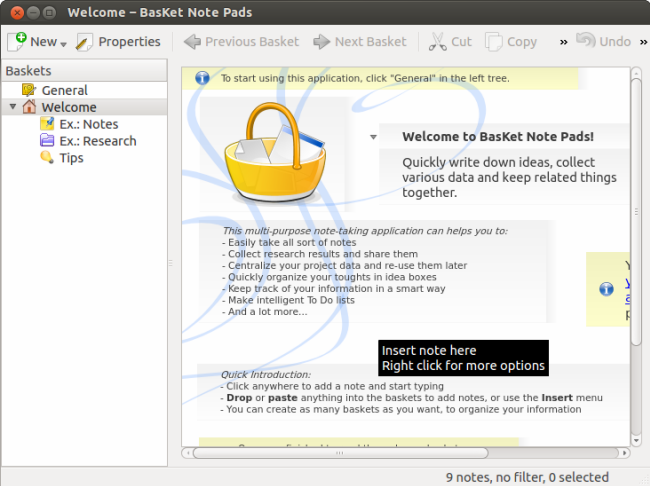 Welcome – BasKet Note Pads
New Properties Previous Basket Next Basket Cut Copy » Undo »
Baskets
General
Welcome
Ex.: Notes
Ex.: Research
Tips
To start using this application, click "General" in the left tree.
Welcome to BasKet Note Pads!
Quickly write down ideas, collect
various data and keep related things
together.
This multi-purpose note-taking application can helps you to:
- Easily take all sort of notes
- Collect research results and share them
- Centralize your project data and re-use them later
- Quickly organize your toughts in idea boxes
- Keep track of your information in a smart way
- Make intelligent To Do lists
- And a lot more...
Insert note here
Right click for more options
Quick Introduction:
- Click anywhere to add a note and start typing
- Drop or paste anything into the baskets to add notes, or use the Insert menu
- You can create as many baskets as you want, to organize your information
9 notes, no filter, 0 selected